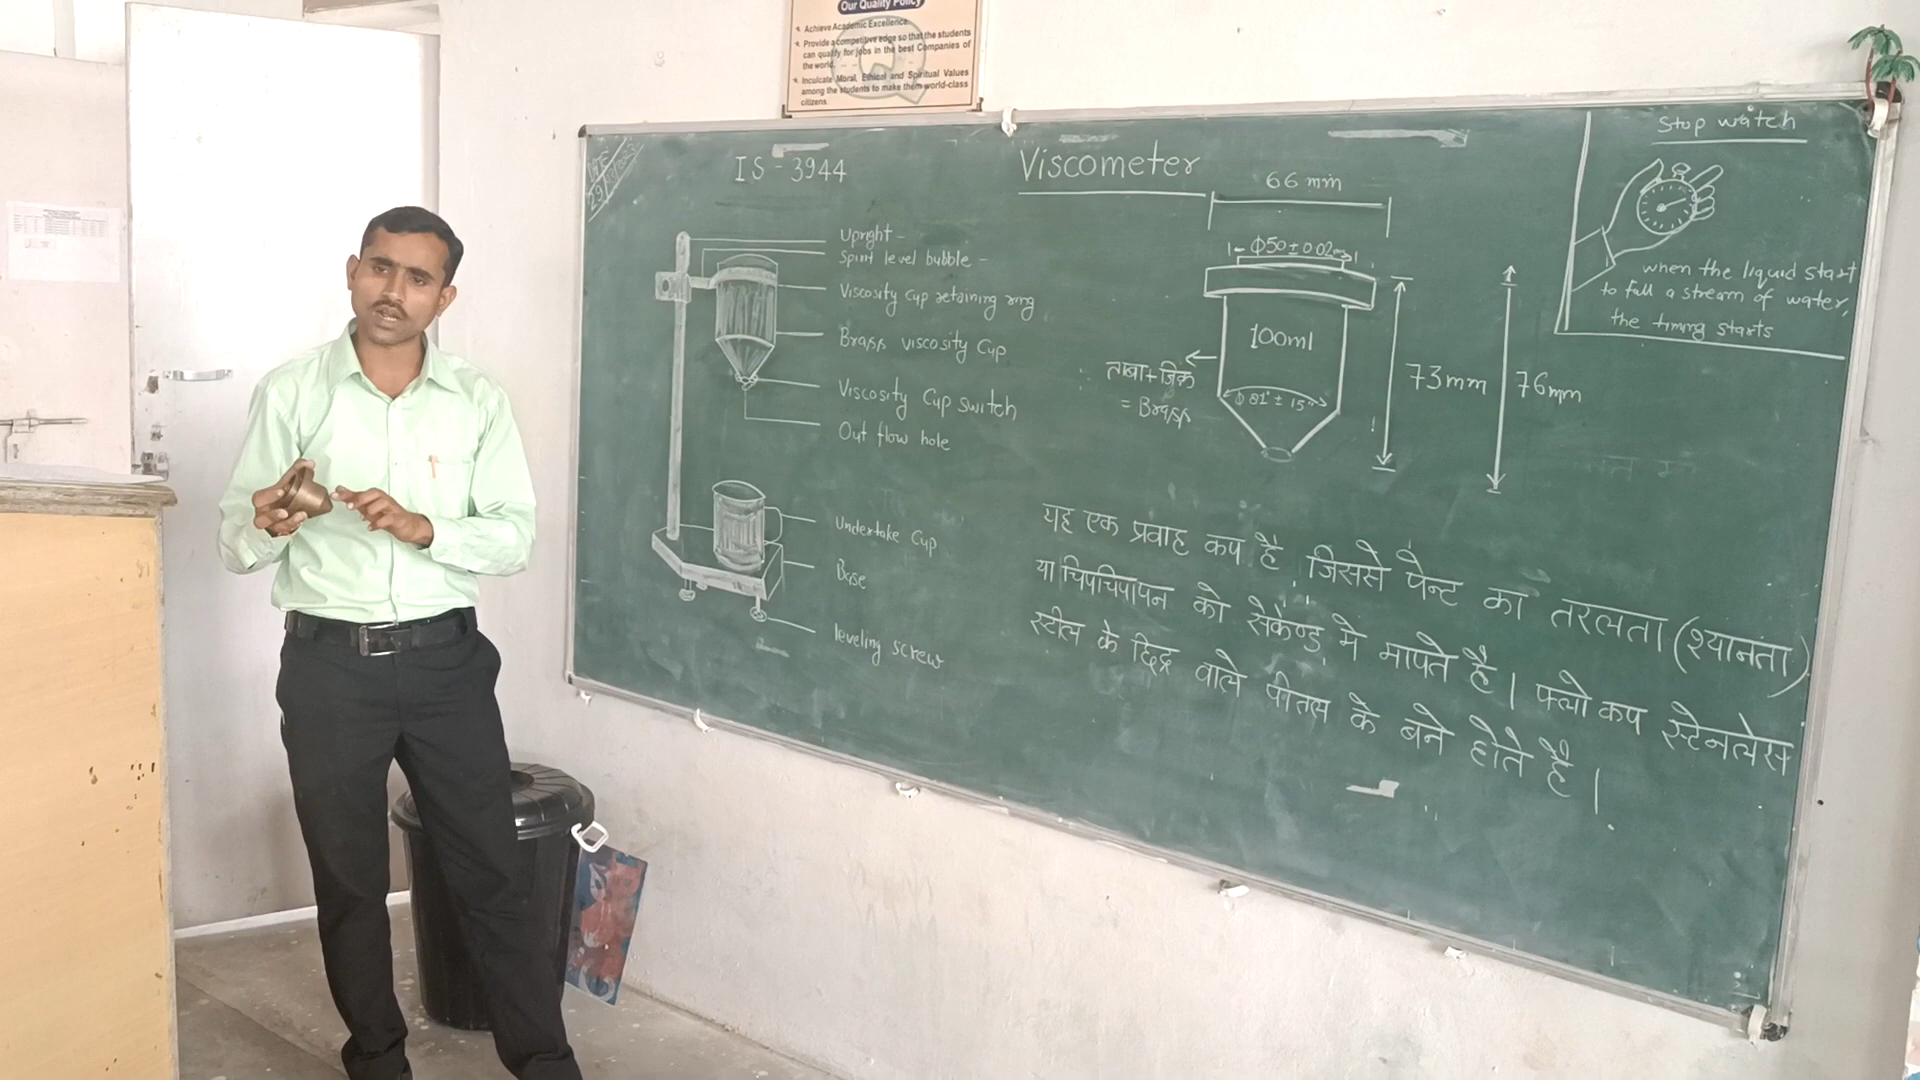 Our Quality Policy
Achieve Academic Excellence.
Provide a competitive edge so that the students
can qualify for jobs in the best Companies of
the world.
Inculcate Moral, Ethical and Spiritual Values
among the students to make them world-class
citizens.
IS - 3944
Viscometer
Upright -
Spirit level bubble -
Viscosity Cup retaining ring
Brass viscosity Cup
Viscosity Cup switch
Out flow hole
Undertake Cup
Base
leveling screw
66 mm
Φ50±0.02mm
100ml
ताबा+जिंक
= Brass
Φ 81° ± 15"
73mm
76mm
Stop watch
when the liquid start
to fall a stream of water,
the timing starts
यह एक प्रवाह कप है, जिससे पेन्ट का तरलता (श्यानता)
या चिपचिपापन को सेकेण्ड में मापते है। फ्लो कप स्टेनलेस
स्टील के छिद्र वाले पीतल के बने होते है।